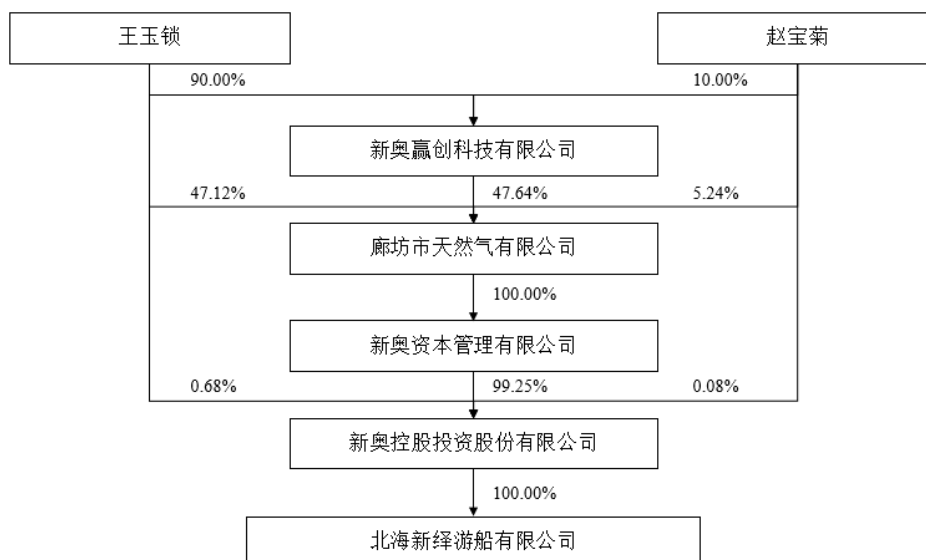 王玉锁
赵宝菊
90.00%
10.00%
新奥赢创科技有限公司
47.12%
47.64%
5.24%
廊坊市天然气有限公司
100.00%
新奥资本管理有限公司
0.68%
99.25%
0.08%
新奥控股投资股份有限公司
100.00%
北海新绎游船有限公司